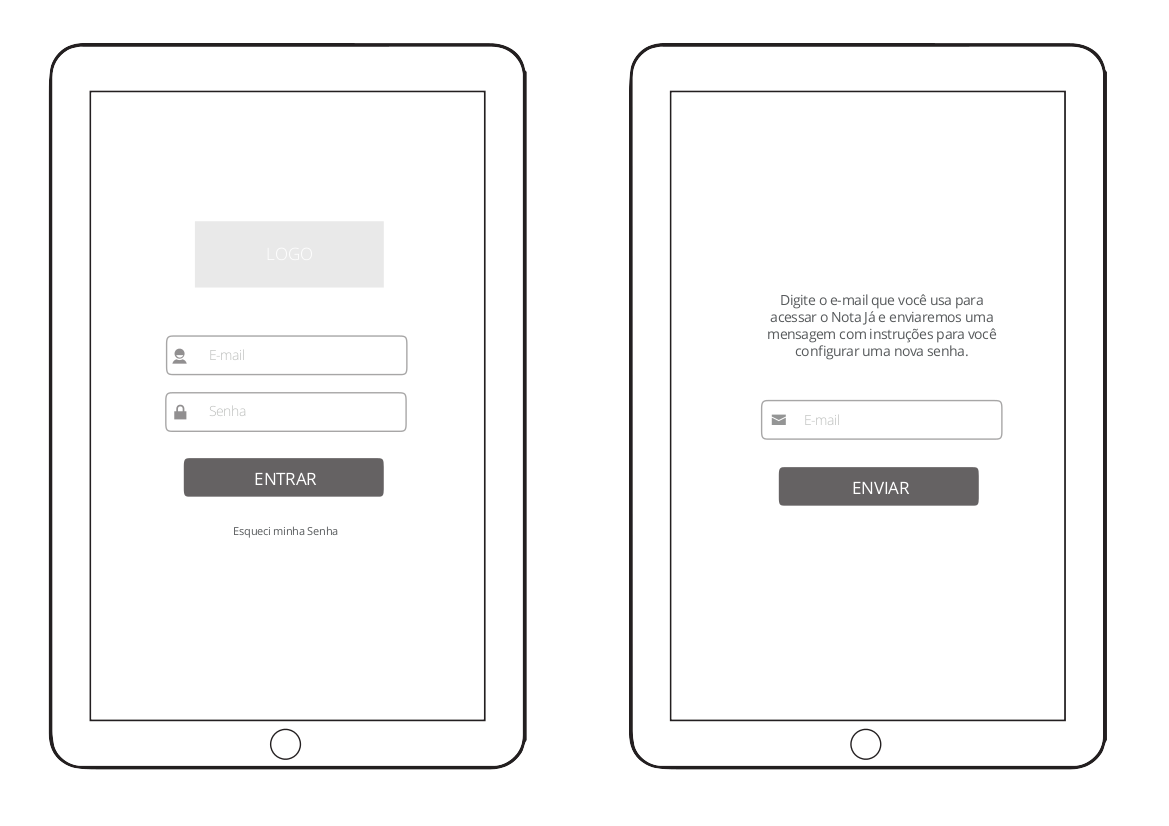 LOGO
E-mail
Senha
ENTRAR
Esqueci minha Senha
Digite o e-mail que você usa para
acessar o Nota Já e enviaremos uma
mensagem com instruções para você
configurar uma nova senha.
E-mail
ENVIAR